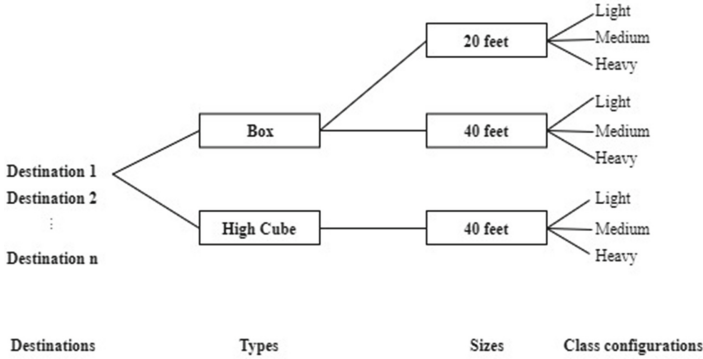 Destination 1
Destination 2
⋮
Destination n
Box
High Cube
20 feet
40 feet
40 feet
Light
Medium
Heavy
Light
Medium
Heavy
Light
Medium
Heavy
Destinations
Types
Sizes
Class configurations